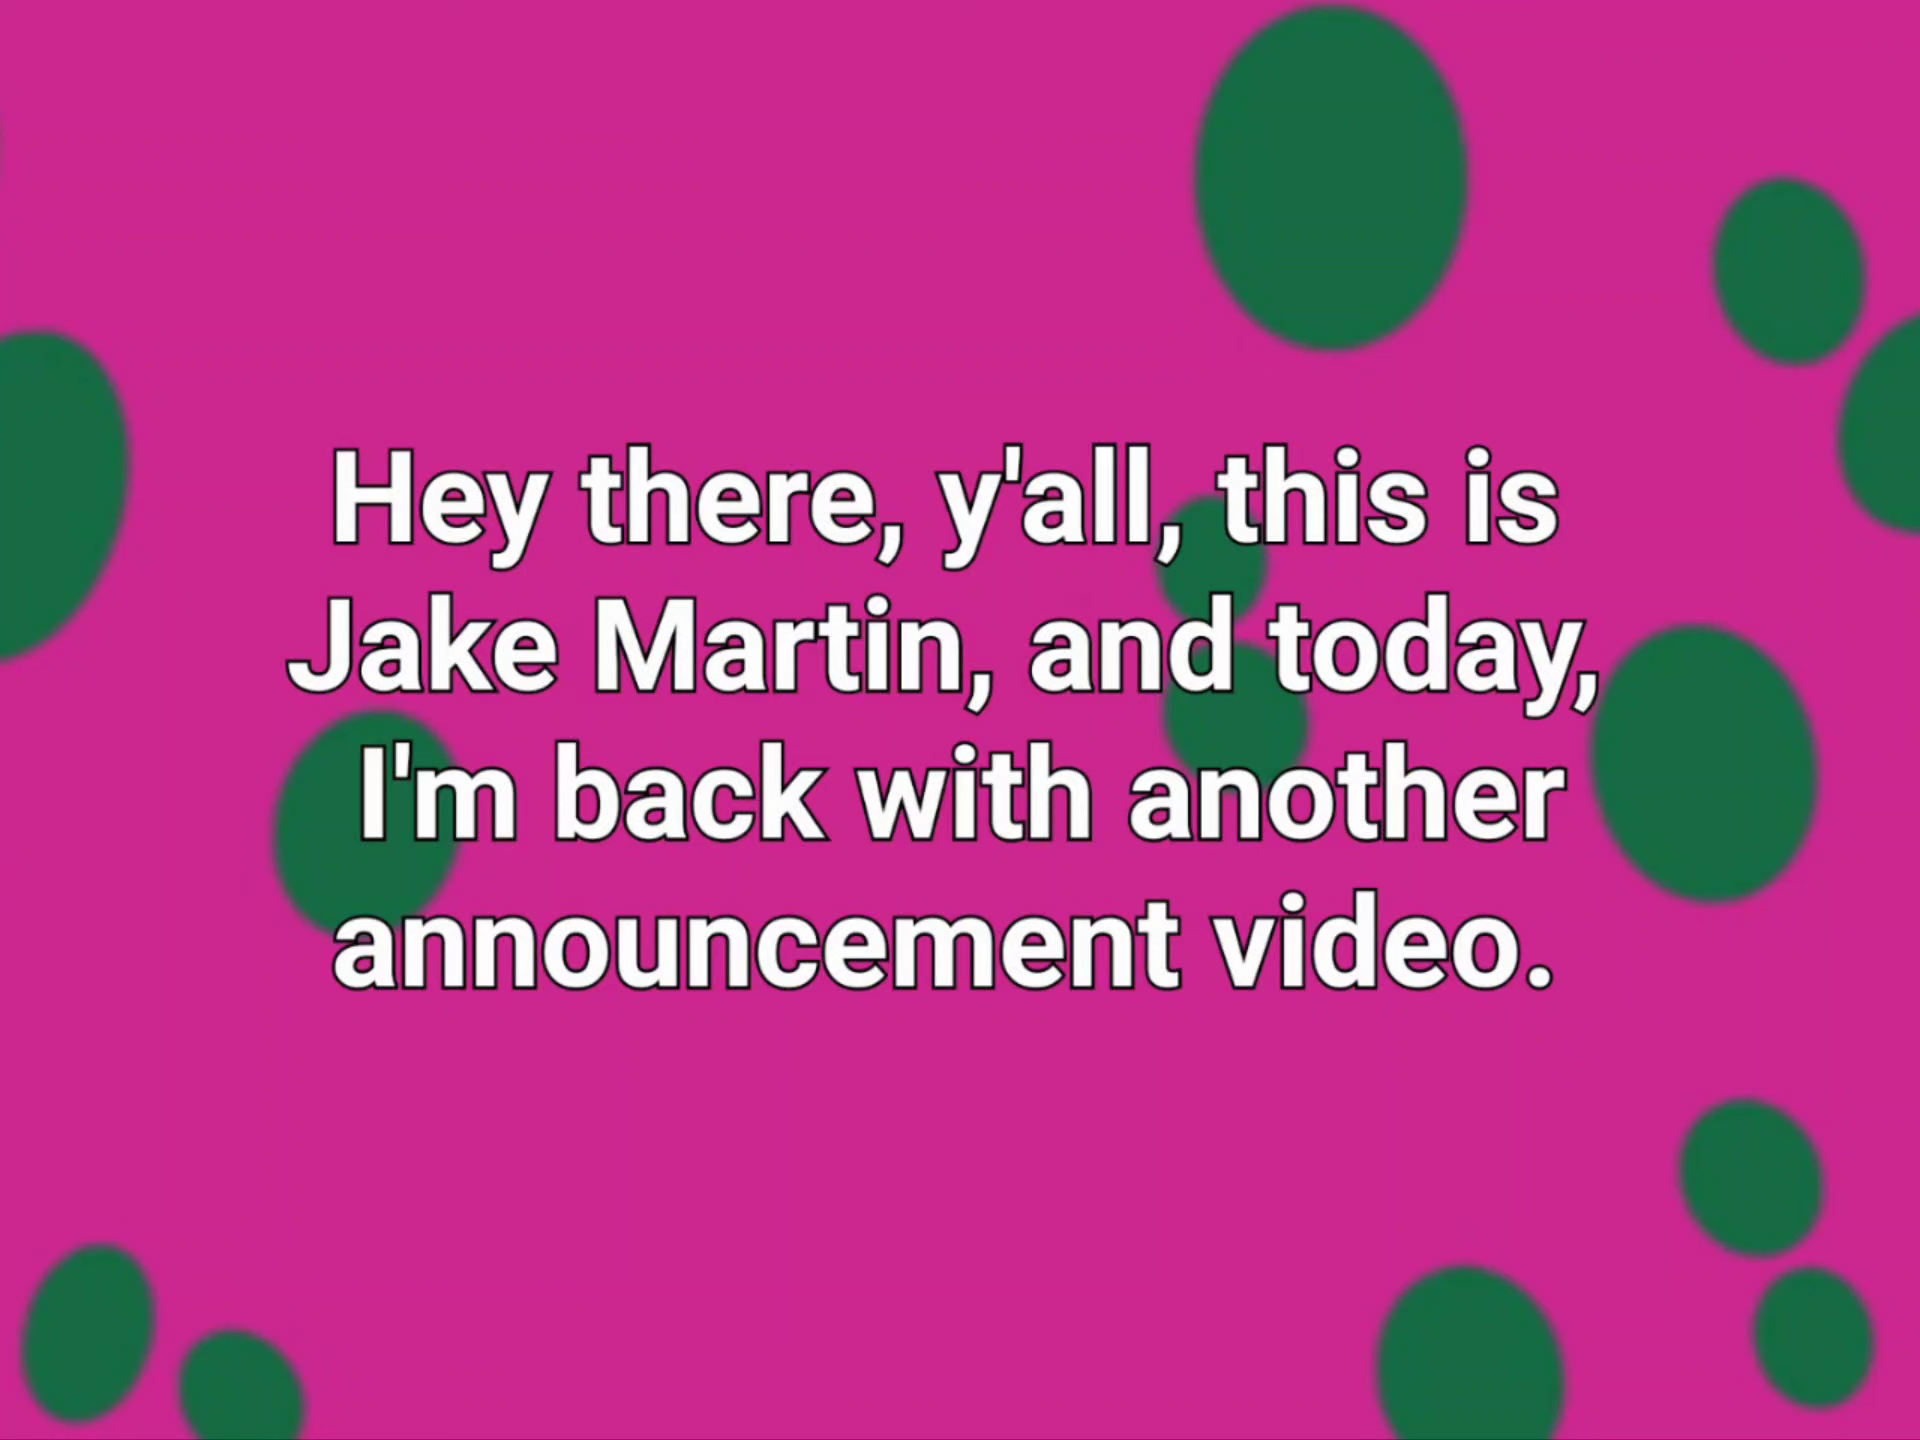 Hey there, y'all, this is
Jake Martin, and today,
I'm back with another
announcement video.